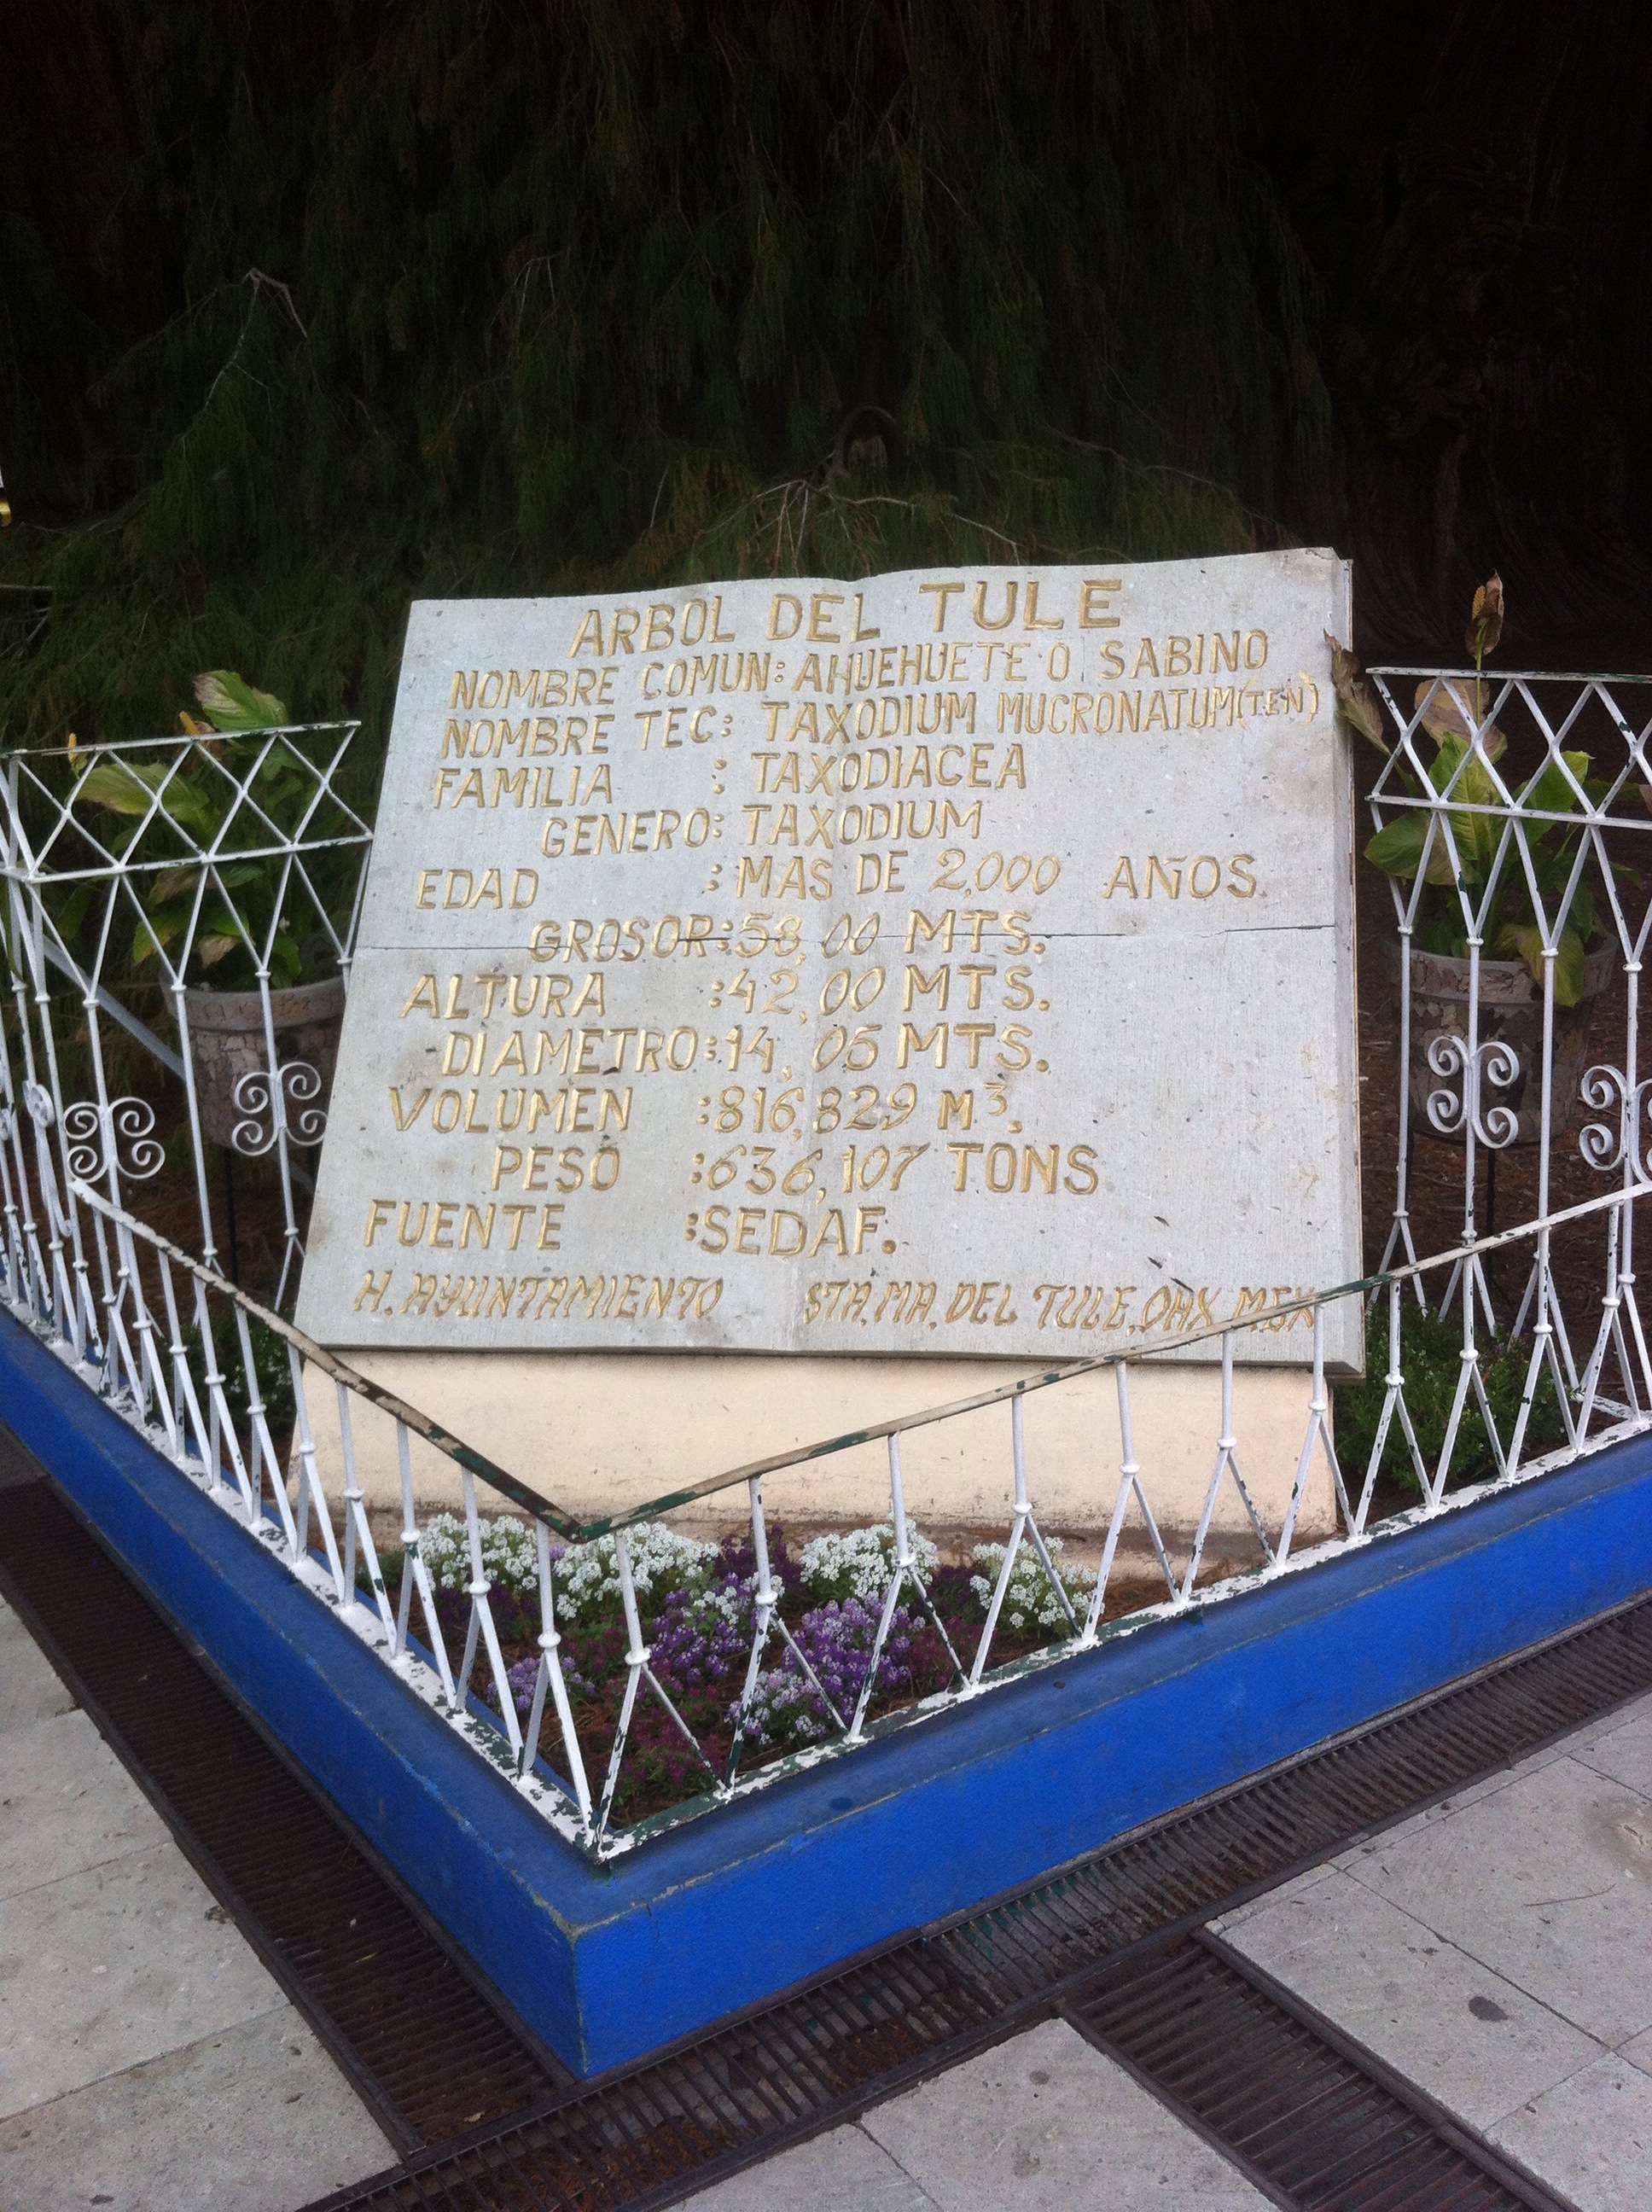 ARBOL DEL TULE
NOMBRE COMUN: AHUEHUETE O SABINO
NOMBRE TEC: TAXODIUM MUCRONATUM(TEN)
FAMILIA : TAXODIACEA
GENERO: TAXODIUM
EDAD : MAS DE 2,000 AÑOS
GROSOR:58,00 MTS.
ALTURA :42,00 MTS.
DIAMETRO:14,05 MTS.
VOLUMEN :816,829 M³.
PESO :636,107 TONS
FUENTE :SEDAF.
H. AYUNTAMIENTO STA.MA. DEL TULE, OAX. MEX